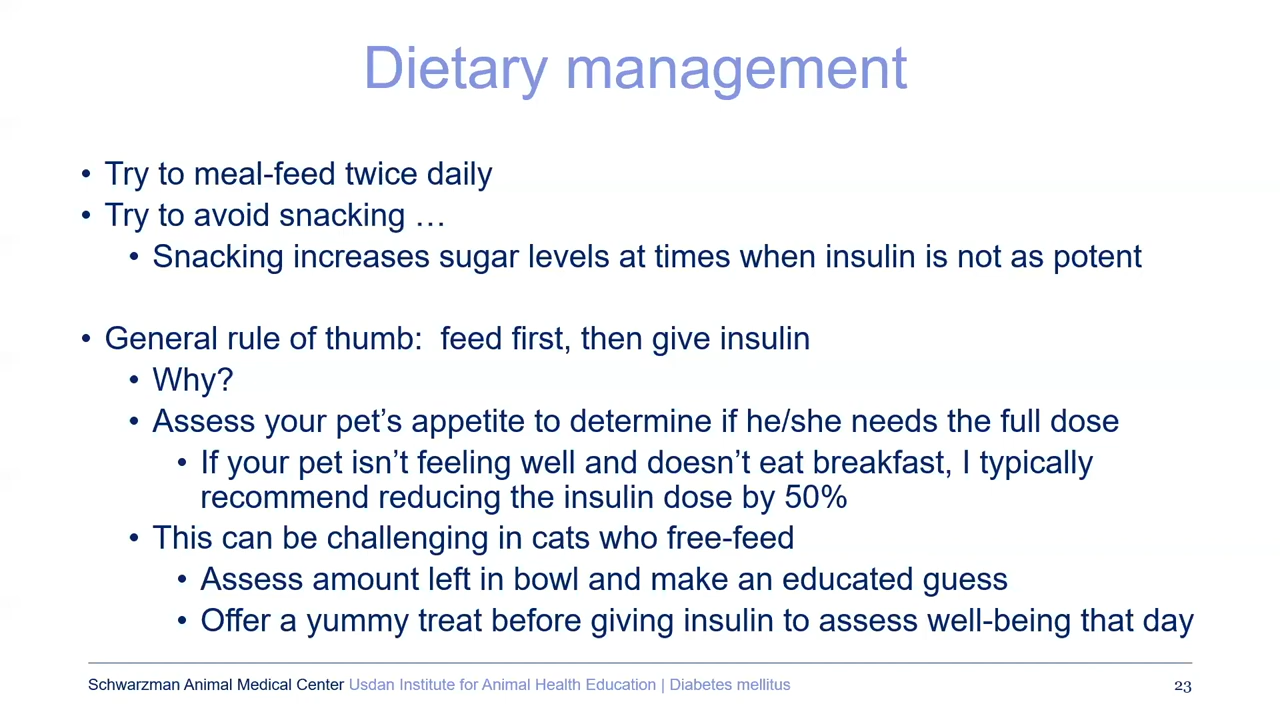 Dietary management
• Try to meal-feed twice daily
• Try to avoid snacking …
• Snacking increases sugar levels at times when insulin is not as potent
• General rule of thumb:  feed first, then give insulin
• Why?
• Assess your pet’s appetite to determine if he/she needs the full dose
• If your pet isn’t feeling well and doesn’t eat breakfast, I typically
recommend reducing the insulin dose by 50%
• This can be challenging in cats who free-feed
• Assess amount left in bowl and make an educated guess
• Offer a yummy treat before giving insulin to assess well-being that day
Schwarzman Animal Medical Center Usdan Institute for Animal Health Education | Diabetes mellitus 23